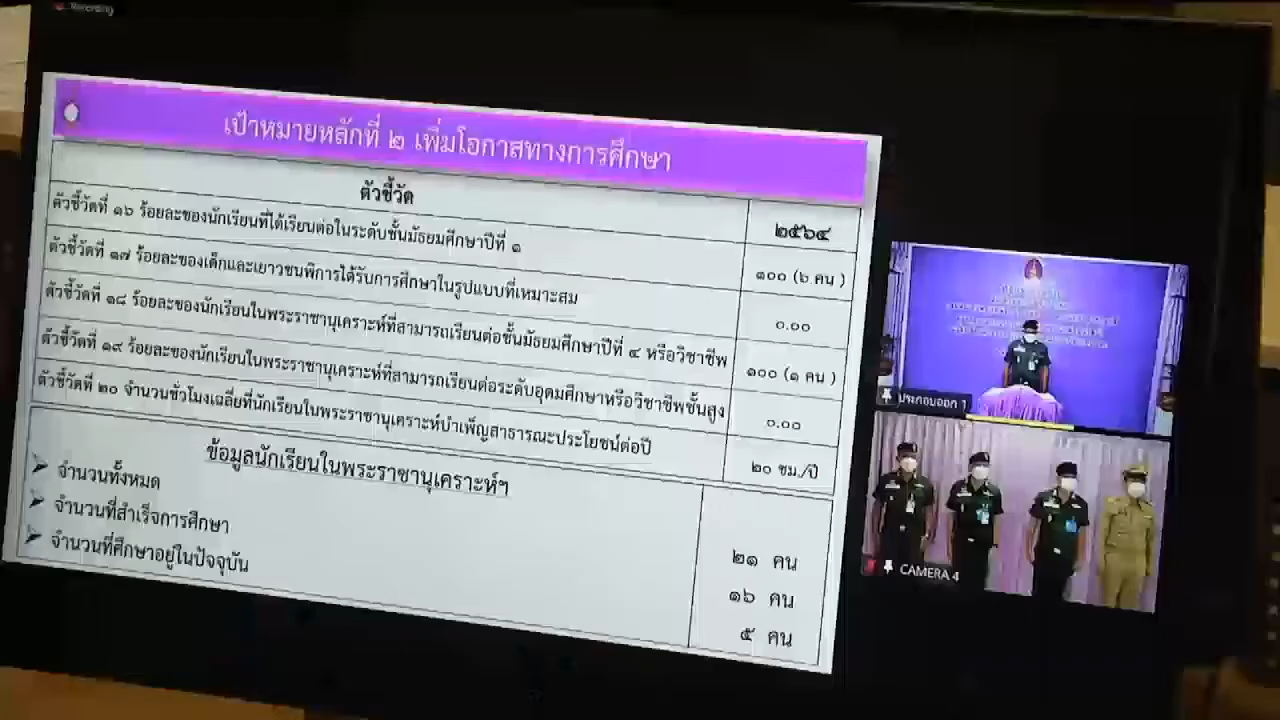 Recording
เป้าหมายหลักที่ ๒ เพิ่มโอกาสทางการศึกษา
ตัวชี้วัด
๒๕๖๔
ตัวชี้วัดที่ ๑๖ ร้อยละของนักเรียนที่ได้เรียนต่อในระดับชั้นมัธยมศึกษาปีที่ ๑
๑๐๐ (๖ คน )
ตัวชี้วัดที่ ๑๗ ร้อยละของเด็กและเยาวชนพิการได้รับการศึกษาในรูปแบบที่เหมาะสม
๐.๐๐
ตัวชี้วัดที่ ๑๘ ร้อยละของนักเรียนในพระราชานุเคราะห์ที่สามารถเรียนต่อชั้นมัธยมศึกษาปีที่ ๔ หรือวิชาชีพ
๑๐๐ (๑ คน )
ตัวชี้วัดที่ ๑๙ ร้อยละของนักเรียนในพระราชานุเคราะห์ที่สามารถเรียนต่อระดับอุดมศึกษาหรือวิชาชีพชั้นสูง
๐.๐๐
ตัวชี้วัดที่ ๒๐ จำนวนชั่วโมงเฉลี่ยที่นักเรียนในพระราชานุเคราะห์บำเพ็ญสาธารณะประโยชน์ต่อปี
๒๐ ชม./ปี
ข้อมูลนักเรียนในพระราชานุเคราะห์ฯ
จำนวนทั้งหมด
๒๑ คน
จำนวนที่สำเร็จการศึกษา
๑๖ คน
จำนวนที่ศึกษาอยู่ในปัจจุบัน
๕ คน
ประกอบออก 1
CAMERA 4